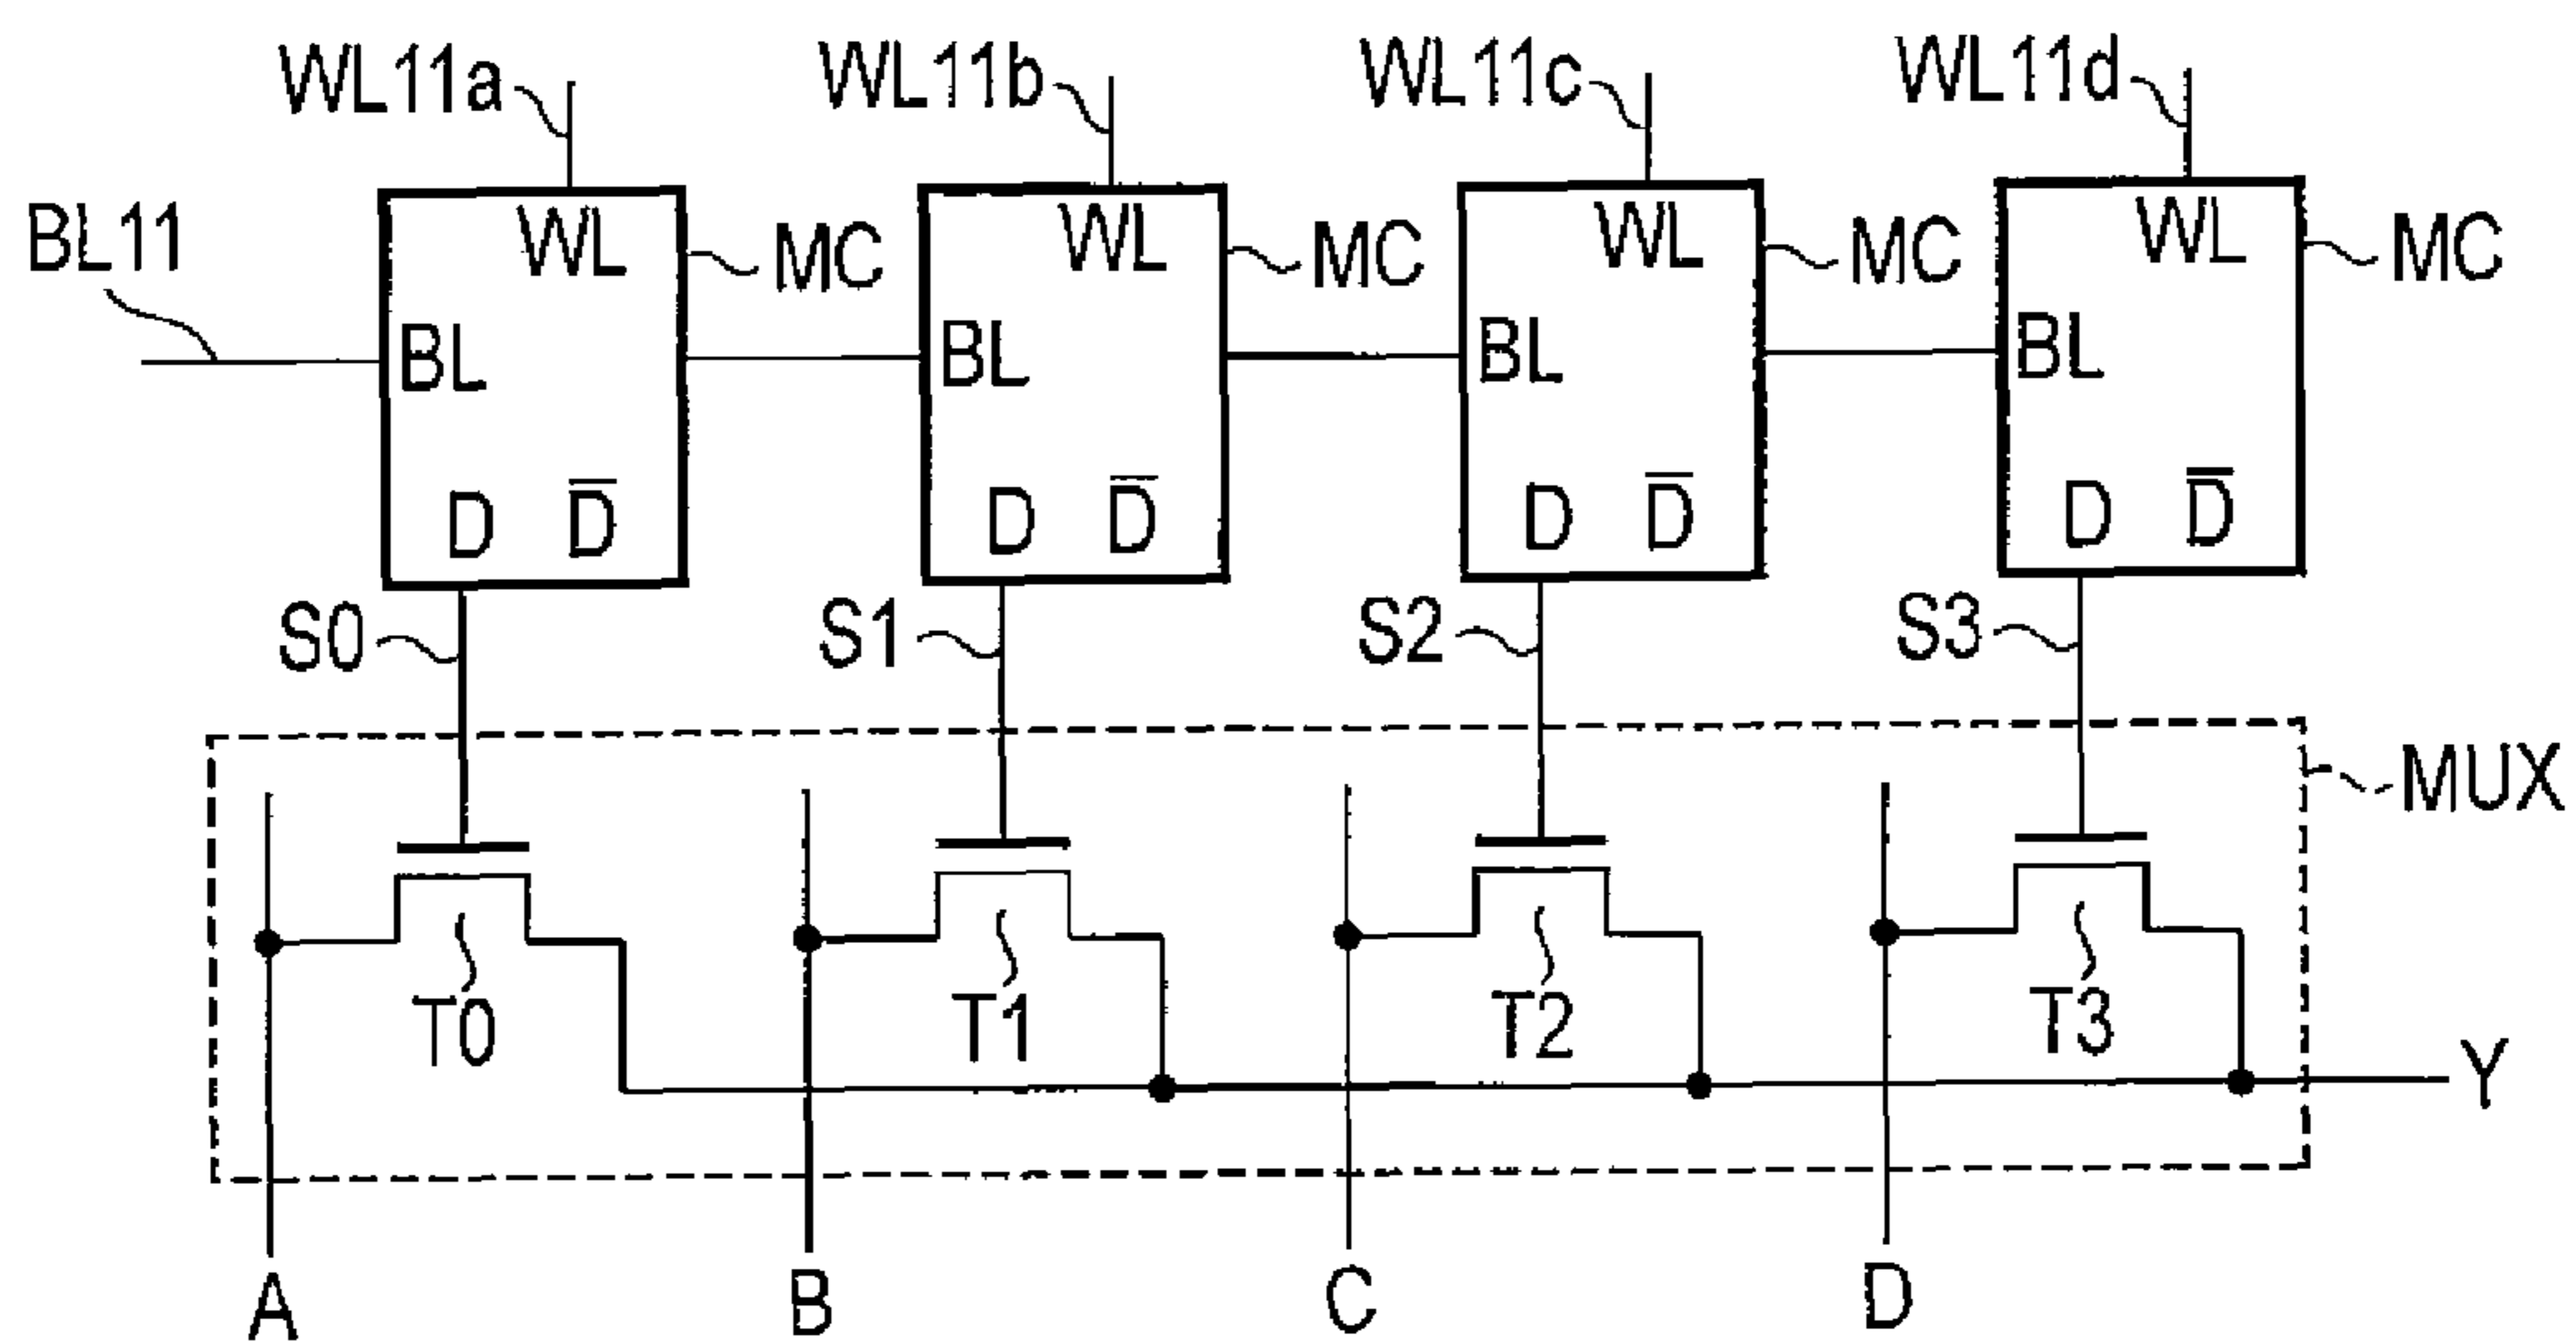 WL11a WL11b WL11c WL11d
BL11
WL MC WL MC WL MC WL MC
BL BL BL BL
D D̅ D D̅ D D̅ D D̅
S0 S1 S2 S3
MUX
T0 T1 T2 T3
Y
A B C D